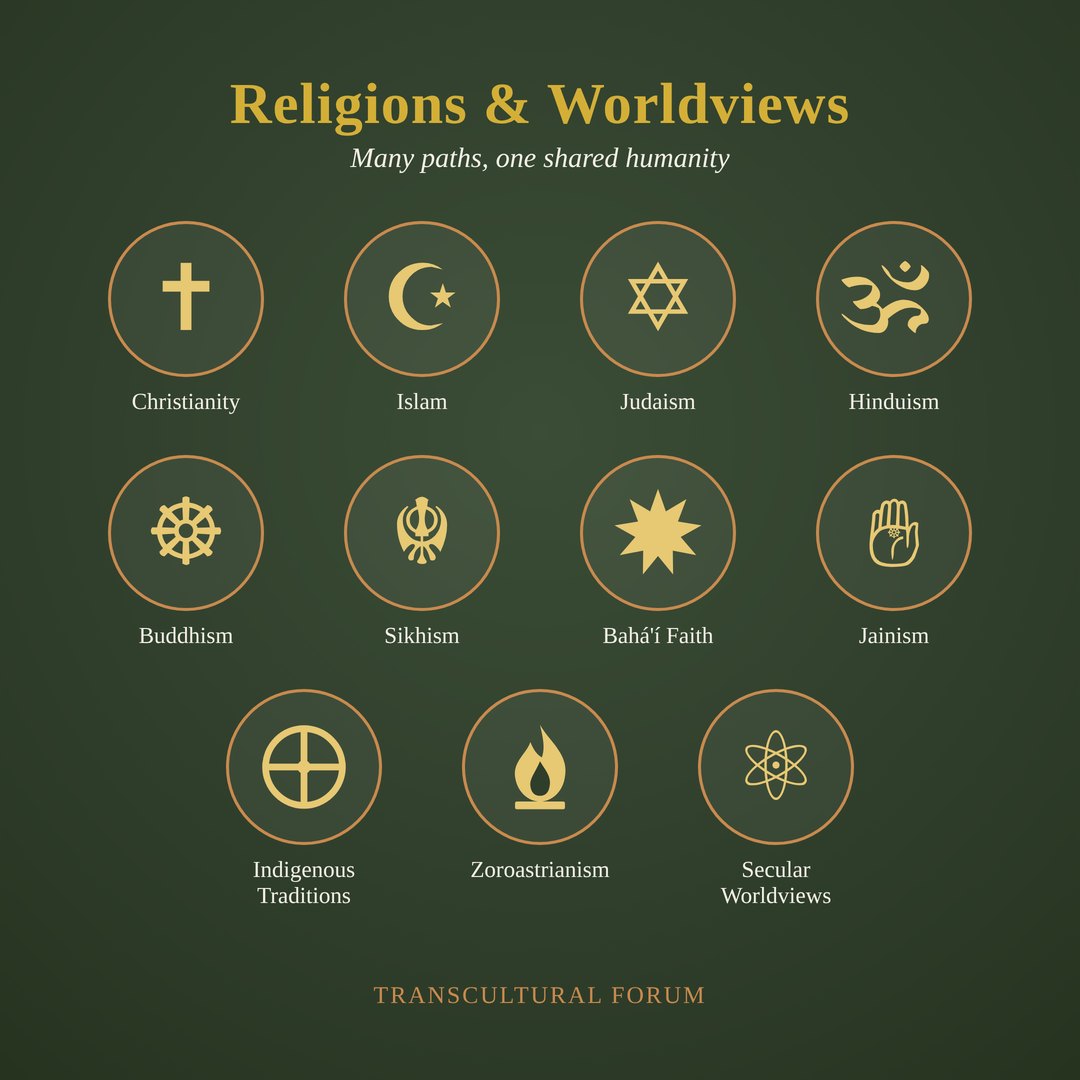 Religions & Worldviews
Many paths, one shared humanity
Christianity
Islam
Judaism
Hinduism
Buddhism
Sikhism
Bahá'í Faith
Jainism
Indigenous
Traditions
Zoroastrianism
Secular
Worldviews
TRANSCULTURAL FORUM